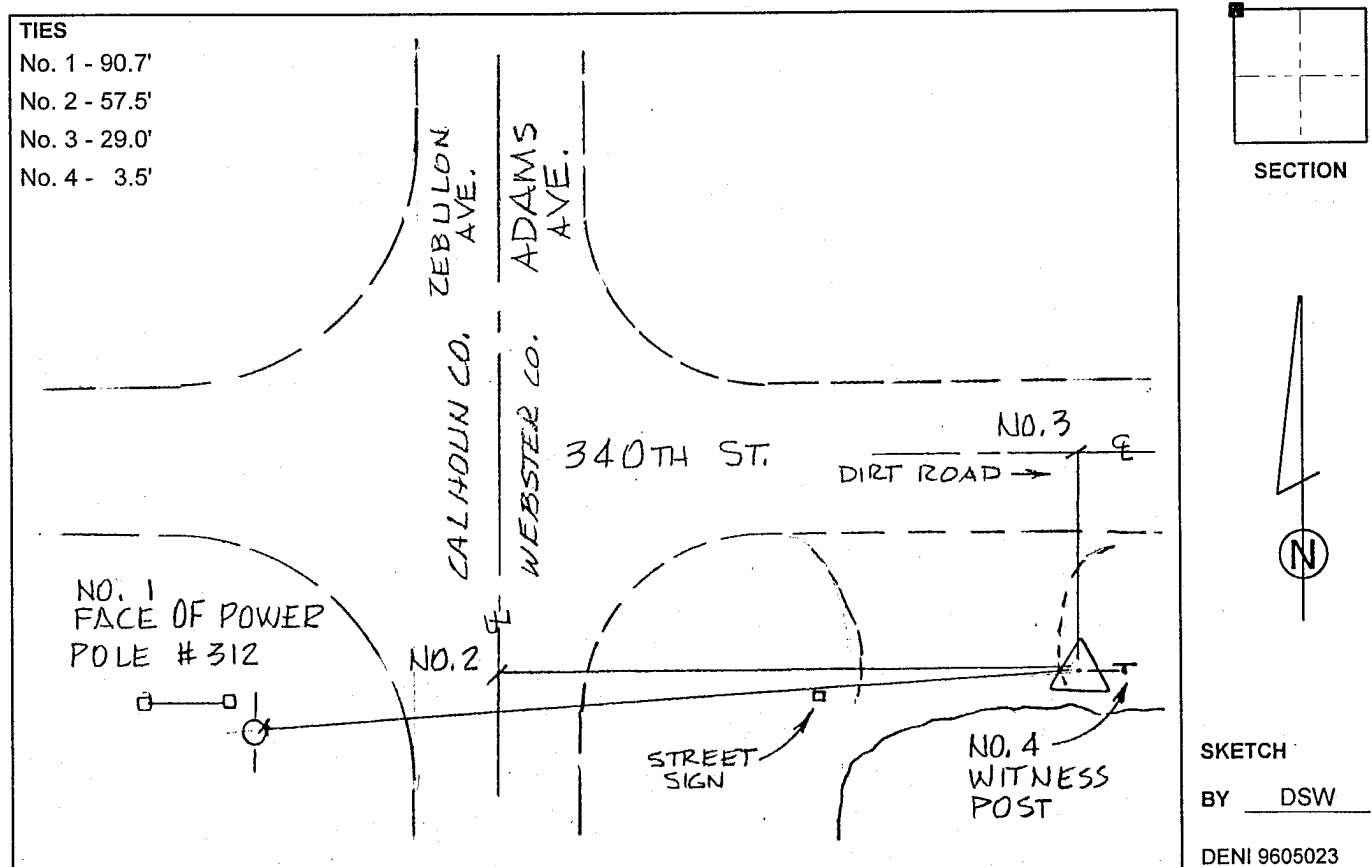 TIES
No. 1 - 90.7'
No. 2 - 57.5'
No. 3 - 29.0'
No. 4 - 3.5'
ZEBULON
AVE.
ADAMS
AVE.
CALHOUN CO.
WEBSTER CO.
340TH ST.
NO. 3
℄
DIRT ROAD
NO. 1
FACE OF POWER
POLE #312
NO. 2
℄
STREET
SIGN
NO. 4
WITNESS
POST
SECTION
N
SKETCH
BY DSW
DENI 9605023